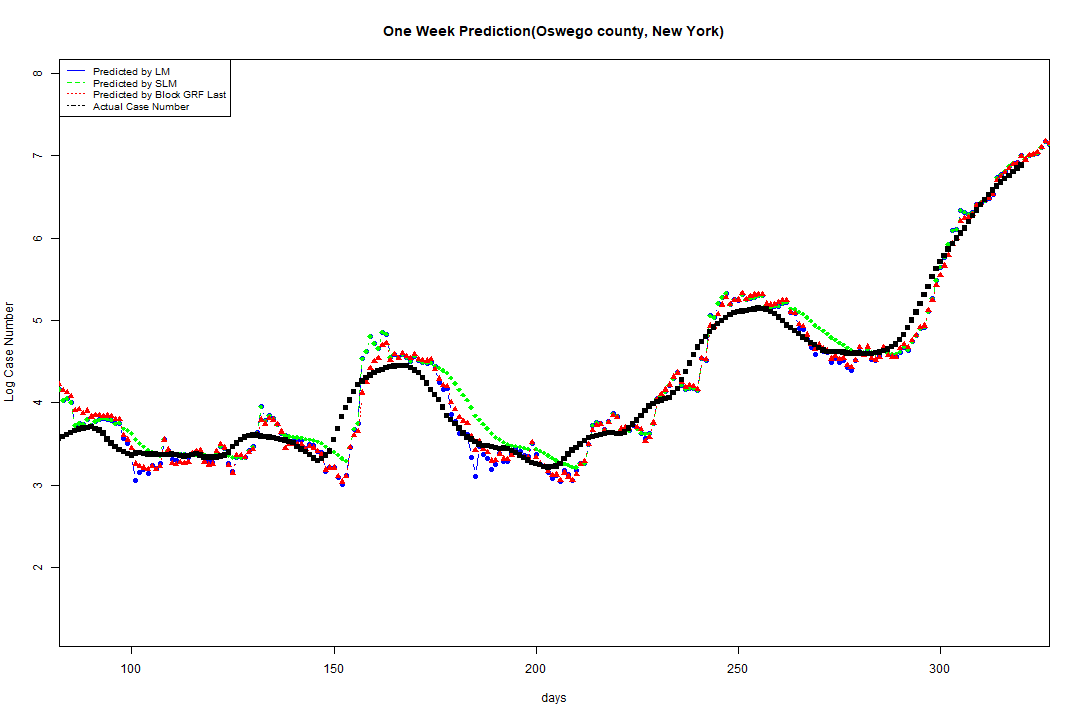 One Week Prediction(Oswego county, New York)
Predicted by LM
Predicted by SLM
Predicted by Block GRF Last
Actual Case Number
8
7
6
5
4
3
2
Log Case Number
100 150 200 250 300
days